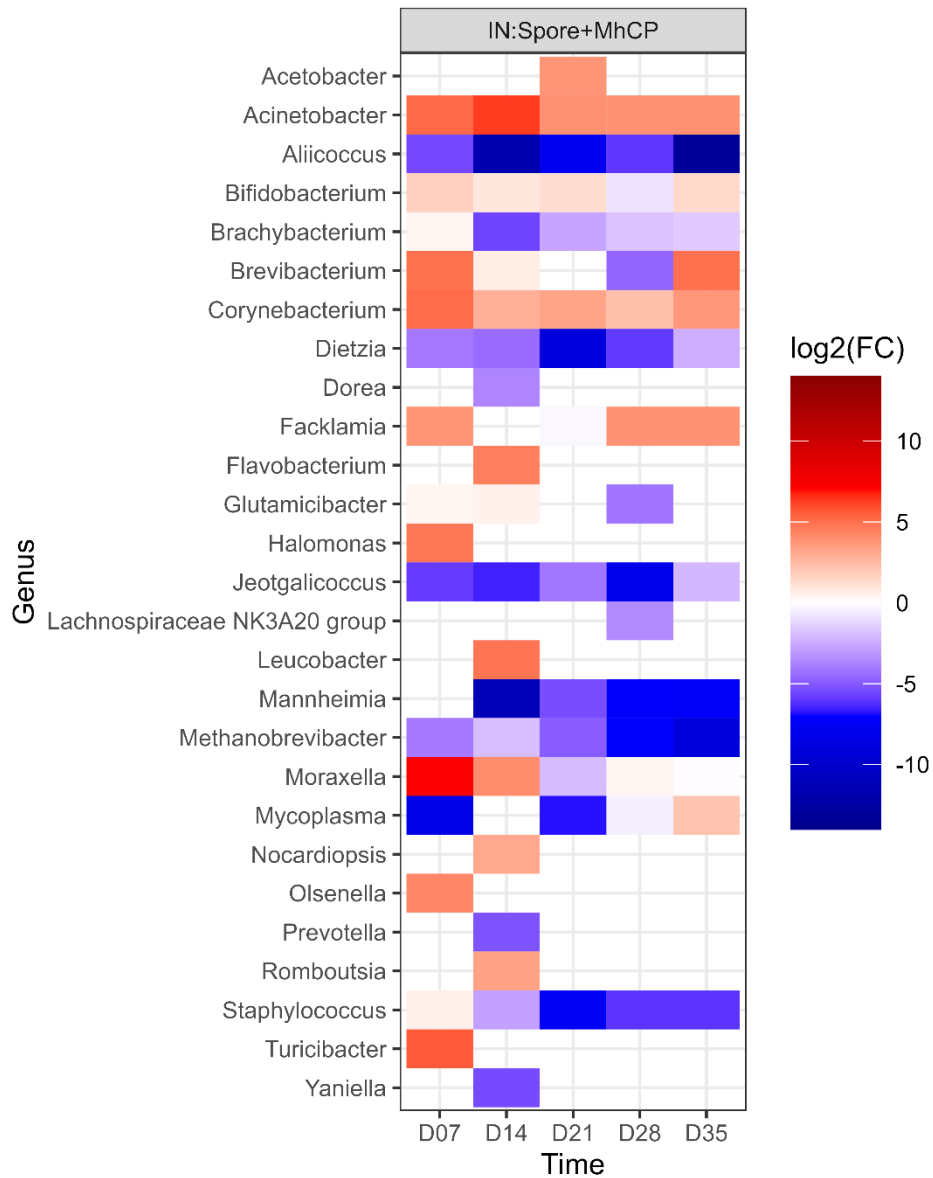 IN:Spore+MhCP
Acetobacter
Acinetobacter
Aliicoccus
Bifidobacterium
Brachybacterium
Brevibacterium
Corynebacterium
Dietzia
Dorea
Facklamia
Flavobacterium
Glutamicibacter
Halomonas
Jeotgalicoccus
Lachnospiraceae NK3A20 group
Leucobacter
Mannheimia
Methanobrevibacter
Moraxella
Mycoplasma
Nocardiopsis
Olsenella
Prevotella
Romboutsia
Staphylococcus
Turicibacter
Yaniella
Genus
D07 D14 D21 D28 D35
Time
log2(FC)
10
5
0
-5
-10